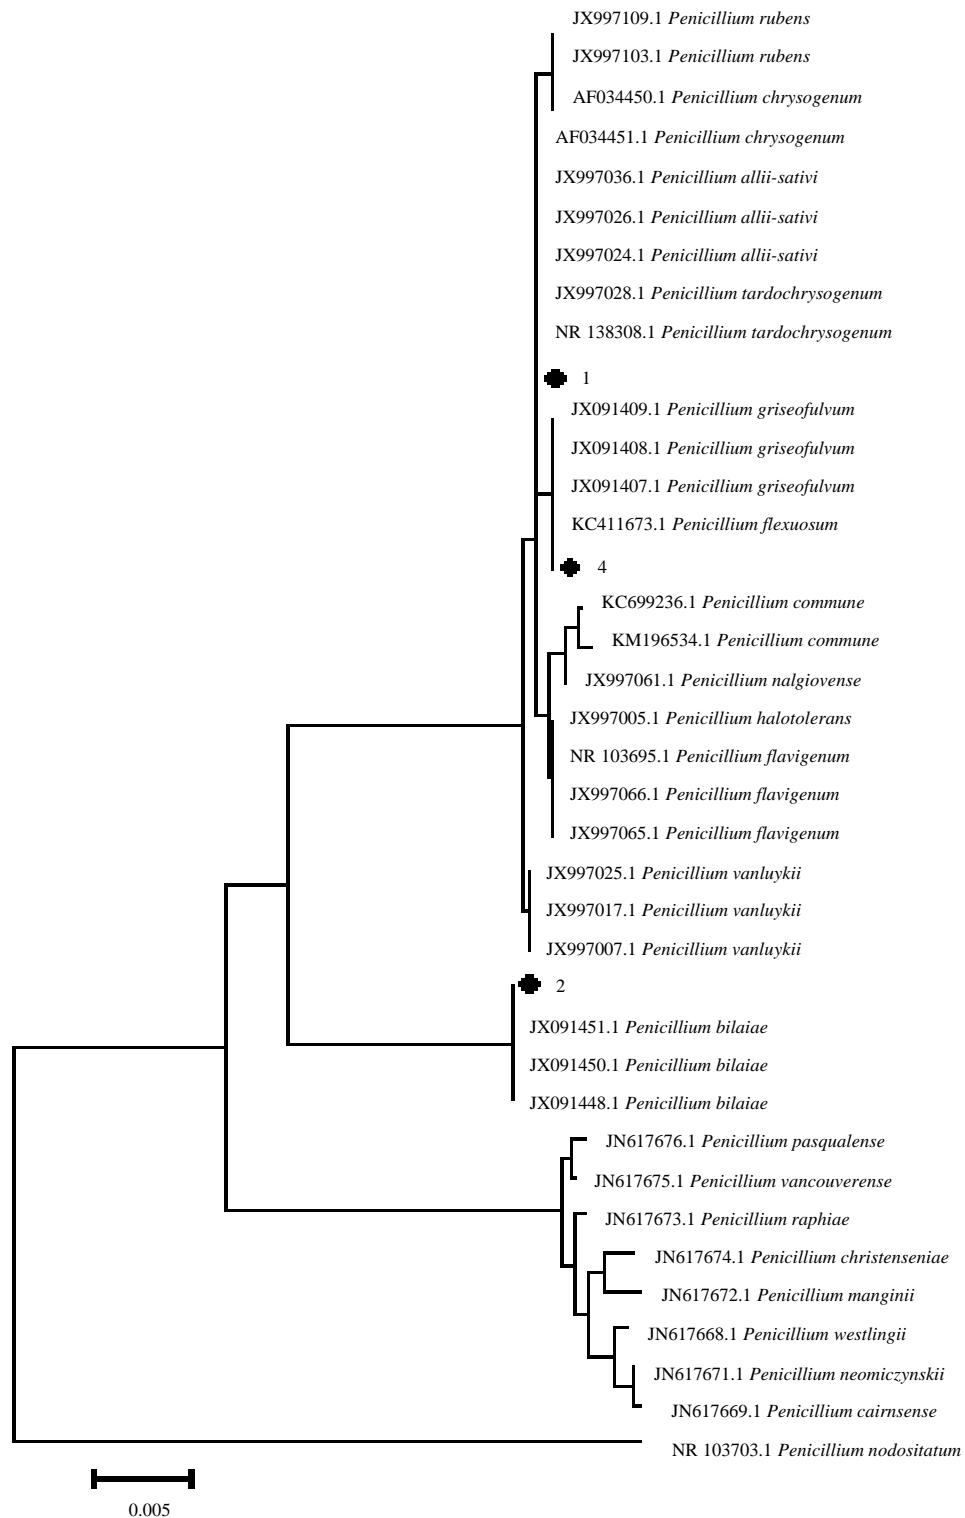 JX997109.1 Penicillium rubens
JX997103.1 Penicillium rubens
AF034450.1 Penicillium chrysogenum
AF034451.1 Penicillium chrysogenum
JX997036.1 Penicillium allii-sativi
JX997026.1 Penicillium allii-sativi
JX997024.1 Penicillium allii-sativi
JX997028.1 Penicillium tardochrysogenum
NR 138308.1 Penicillium tardochrysogenum
1
JX091409.1 Penicillium griseofulvum
JX091408.1 Penicillium griseofulvum
JX091407.1 Penicillium griseofulvum
KC411673.1 Penicillium flexuosum
4
KC699236.1 Penicillium commune
KM196534.1 Penicillium commune
JX997061.1 Penicillium nalgiovense
JX997005.1 Penicillium halotolerans
NR 103695.1 Penicillium flavigenum
JX997066.1 Penicillium flavigenum
JX997065.1 Penicillium flavigenum
JX997025.1 Penicillium vanluykii
JX997017.1 Penicillium vanluykii
JX997007.1 Penicillium vanluykii
2
JX091451.1 Penicillium bilaiae
JX091450.1 Penicillium bilaiae
JX091448.1 Penicillium bilaiae
JN617676.1 Penicillium pasqualense
JN617675.1 Penicillium vancouverense
JN617673.1 Penicillium raphiae
JN617674.1 Penicillium christenseniae
JN617672.1 Penicillium manginii
JN617668.1 Penicillium westlingii
JN617671.1 Penicillium neomiczynskii
JN617669.1 Penicillium cairnsense
NR 103703.1 Penicillium nodositatum
0.005